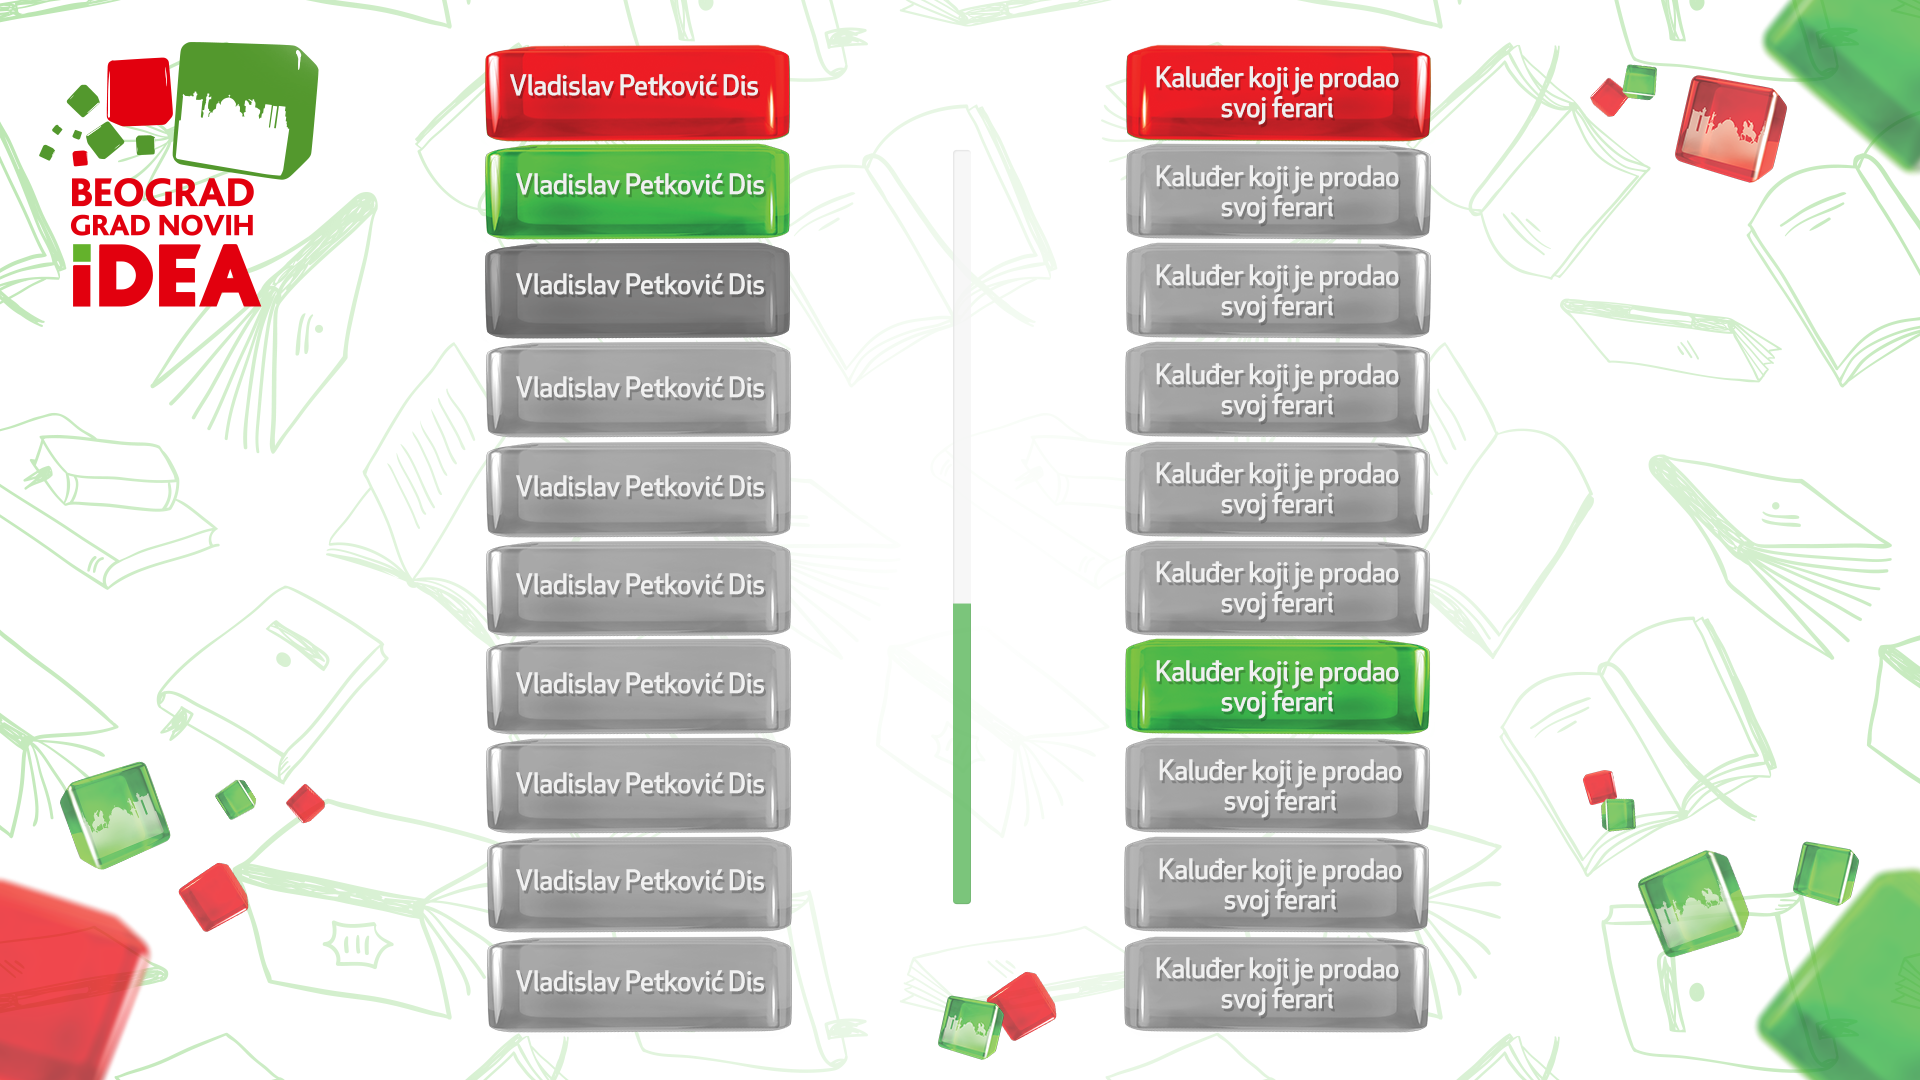 BEOGRAD
GRAD NOVIH
iDEA
Vladislav Petković Dis
Vladislav Petković Dis
Vladislav Petković Dis
Vladislav Petković Dis
Vladislav Petković Dis
Vladislav Petković Dis
Vladislav Petković Dis
Vladislav Petković Dis
Vladislav Petković Dis
Vladislav Petković Dis
Kaluđer koji je prodao
svoj ferari
Kaluđer koji je prodao
svoj ferari
Kaluđer koji je prodao
svoj ferari
Kaluđer koji je prodao
svoj ferari
Kaluđer koji je prodao
svoj ferari
Kaluđer koji je prodao
svoj ferari
Kaluđer koji je prodao
svoj ferari
Kaluđer koji je prodao
svoj ferari
Kaluđer koji je prodao
svoj ferari
Kaluđer koji je prodao
svoj ferari